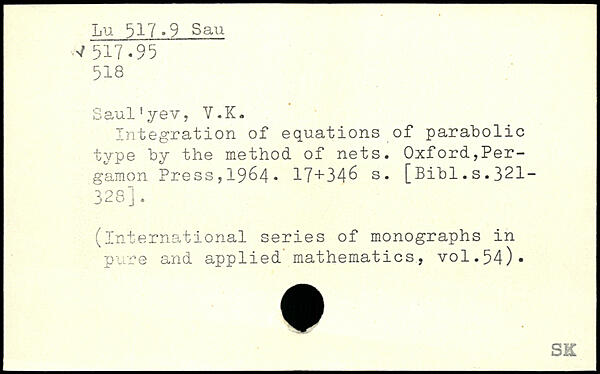 Lu 517.9 Sau
√ 517.95
518
Saul'yev, V.K.
Integration of equations of parabolic
type by the method of nets. Oxford,Per-
gamon Press,1964. 17+346 s. [Bibl.s.321-
328].
(International series of monographs in
pure and applied mathematics, vol.54).
SK